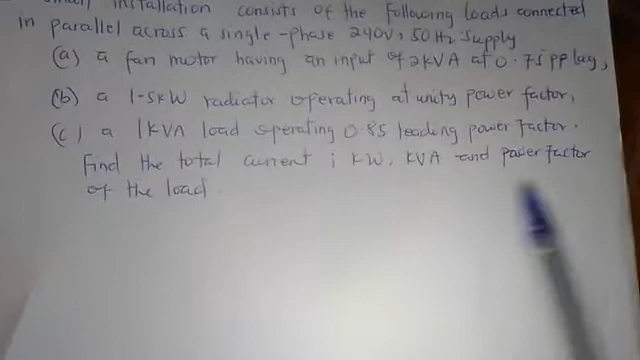 small installation consists of the following loads connected
in parallel across a single-phase 240V, 50Hz supply
(a) a fan motor having an input of 2kVA at 0.75 pp lag,
(b) a 1-5kW radiator operating at unity power factor,
(c) a 1kVA load operating 0.85 leading power factor.
Find the total current ; kW, kVA and power factor
of the load